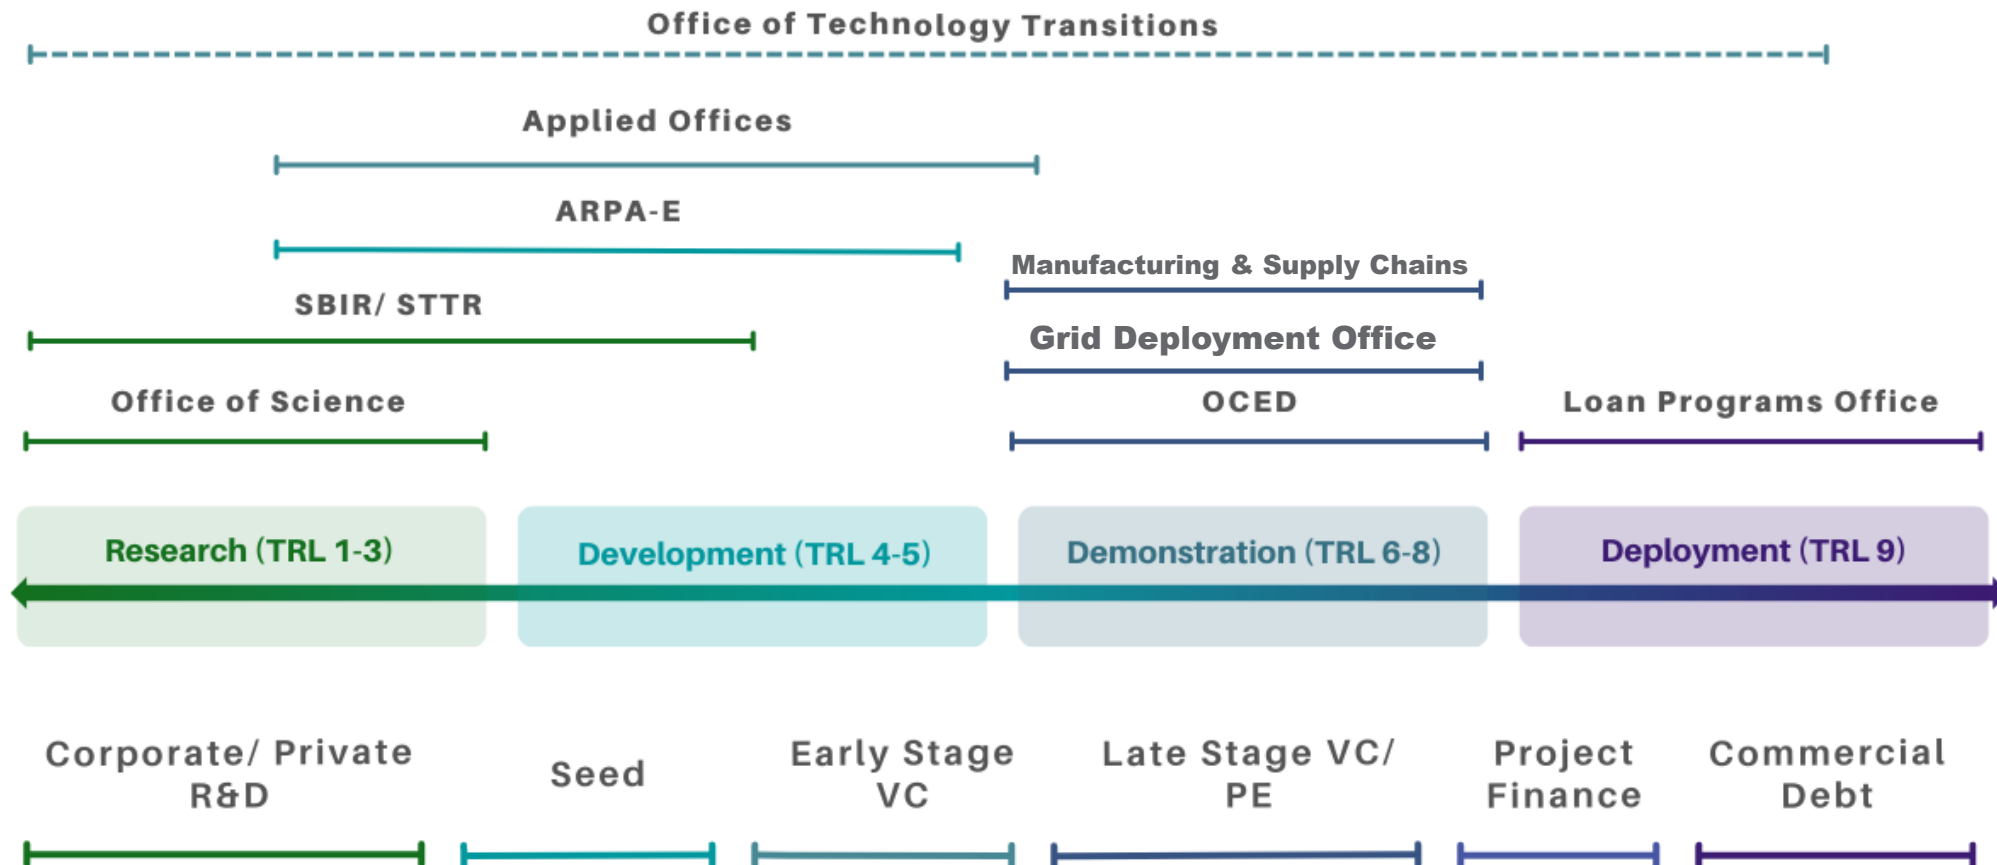 Office of Technology Transitions
Applied Offices
ARPA-E
Manufacturing & Supply Chains
SBIR/ STTR
Grid Deployment Office
Office of Science
OCED
Loan Programs Office
Research (TRL 1-3)
Development (TRL 4-5)
Demonstration (TRL 6-8)
Deployment (TRL 9)
Corporate/ Private
R&D
Seed
Early Stage
VC
Late Stage VC/
PE
Project
Finance
Commercial
Debt